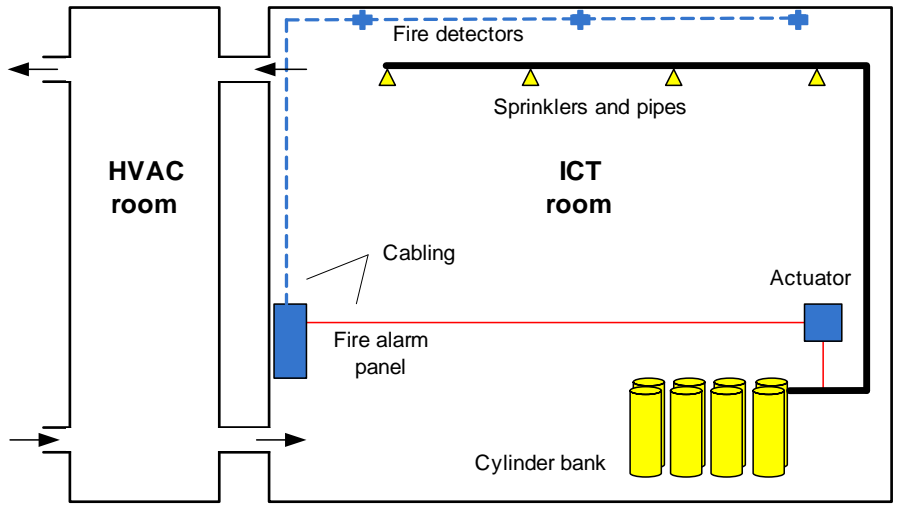 Fire detectors
Sprinklers and pipes
HVAC
room
ICT
room
Cabling
Actuator
Fire alarm
panel
Cylinder bank